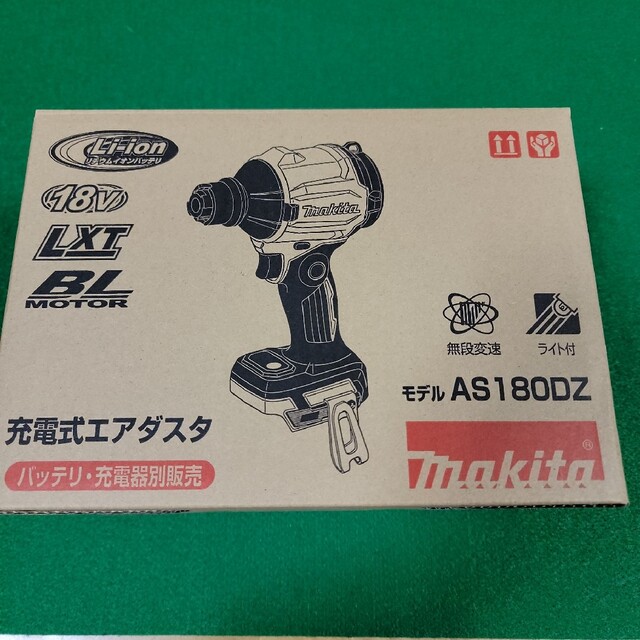 Li-ion
リチウムイオンバッテリ
18V
LXT
BL
MOTOR
makita
無段変速
ライト付
モデル AS180DZ
充電式エアダスタ
バッテリ・充電器別販売
makita®